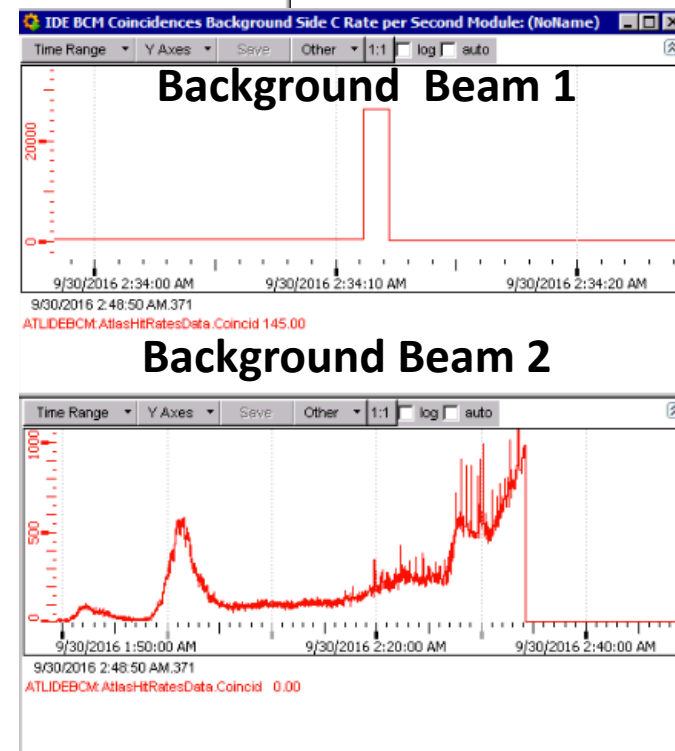 IDE BCM Coincidences Background Side C Rate per Second Module: (NoName)
Time Range Y Axes Save Other 1:1 log auto
Background Beam 1
20000
0
9/30/2016 2:34:00 AM 9/30/2016 2:34:10 AM 9/30/2016 2:34:20 AM
9/30/2016 2:48:50 AM.371
ATLIDEBCM:AtlasHitRatesData.Coincid 145.00
Background Beam 2
Time Range Y Axes Save Other 1:1 log auto
1000
500
0
9/30/2016 1:50:00 AM 9/30/2016 2:20:00 AM 9/30/2016 2:40:00 AM
9/30/2016 2:48:50 AM.371
ATLIDEBCM:AtlasHitRatesData.Coincid 0.00